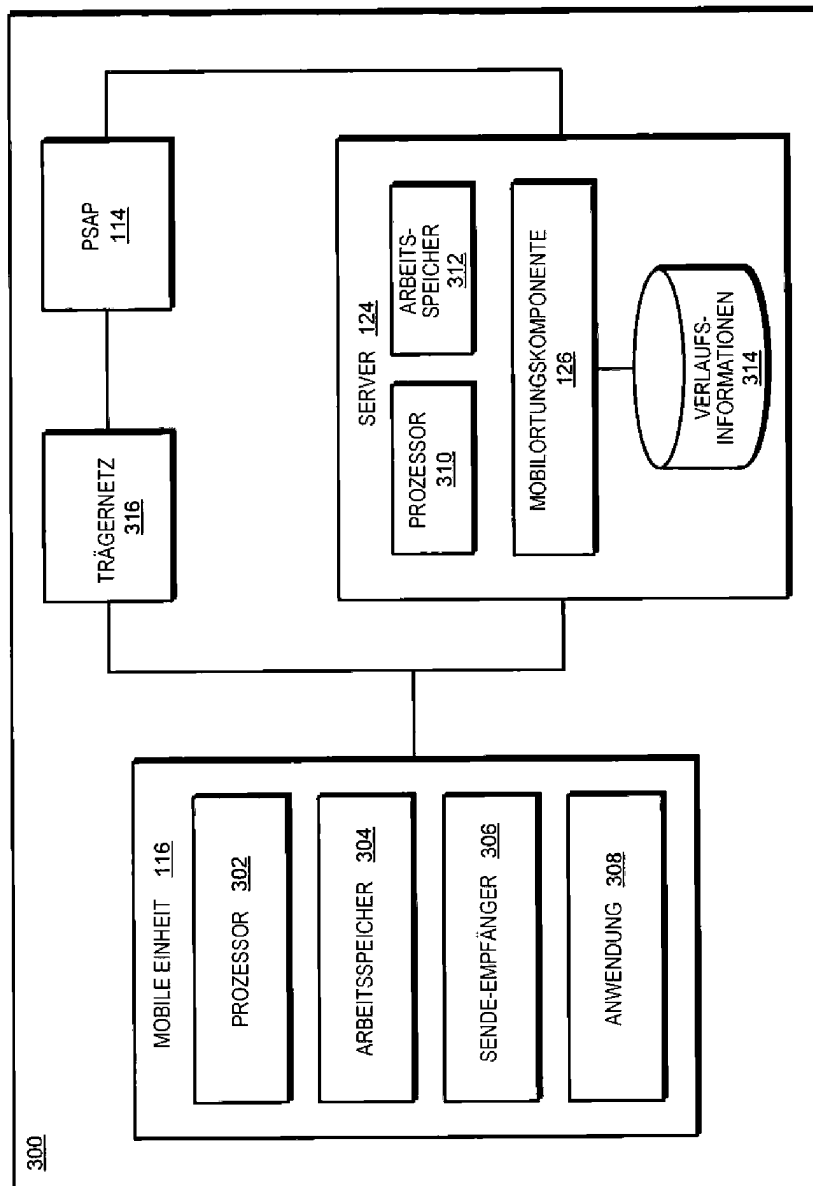 300
MOBILE EINHEIT 116
PROZESSOR 302
ARBEITSSPEICHER 304
SENDE-EMPFÄNGER 306
ANWENDUNG 308
TRÄGERNETZ
316
PSAP
114
SERVER 124
PROZESSOR
310
ARBEITS-
SPEICHER
312
MOBILORTUNGSKOMPONENTE
126
VERLAUFS-
INFORMATIONEN
314